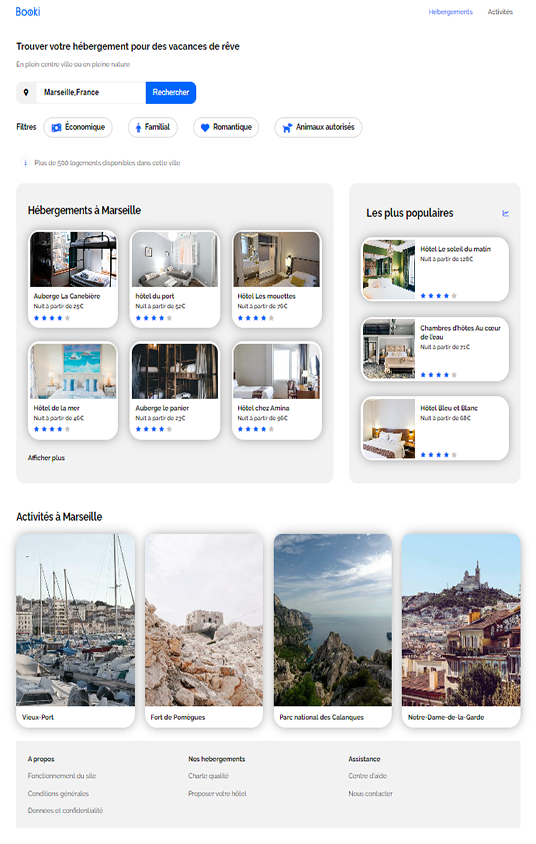 Booki
Hébergements
Activités
Trouver votre hébergement pour des vacances de rêve
En plein centre ville ou en pleine nature
Marseille,France
Rechercher
Filtres
Économique
Familial
Romantique
Animaux autorisés
Plus de 500 logements disponibles dans cette ville
Hébergements à Marseille
Auberge La Canebière
Nuit à partir de 25€
hôtel du port
Nuit à partir de 52€
Hôtel Les mouettes
Nuit à partir de 76€
Hôtel de la mer
Nuit à partir de 46€
Auberge le panier
Nuit à partir de 23€
Hôtel chez Amina
Nuit à partir de 96€
Afficher plus
Les plus populaires
Hôtel Le soleil du matin
Nuit à partir de 128€
Chambres d'hôtes Au cœur
de l'eau
Nuit à partir de 71€
Hôtel Bleu et Blanc
Nuit à partir de 68€
Activités à Marseille
Vieux-Port
Fort de Pomègues
Parc national des Calanques
Notre-Dame-de-la-Garde
A propos
Fonctionnement du site
Conditions générales
Données et confidentialité
Nos hebergements
Charte qualité
Proposer votre hôtel
Assistance
Centre d'aide
Nous contacter